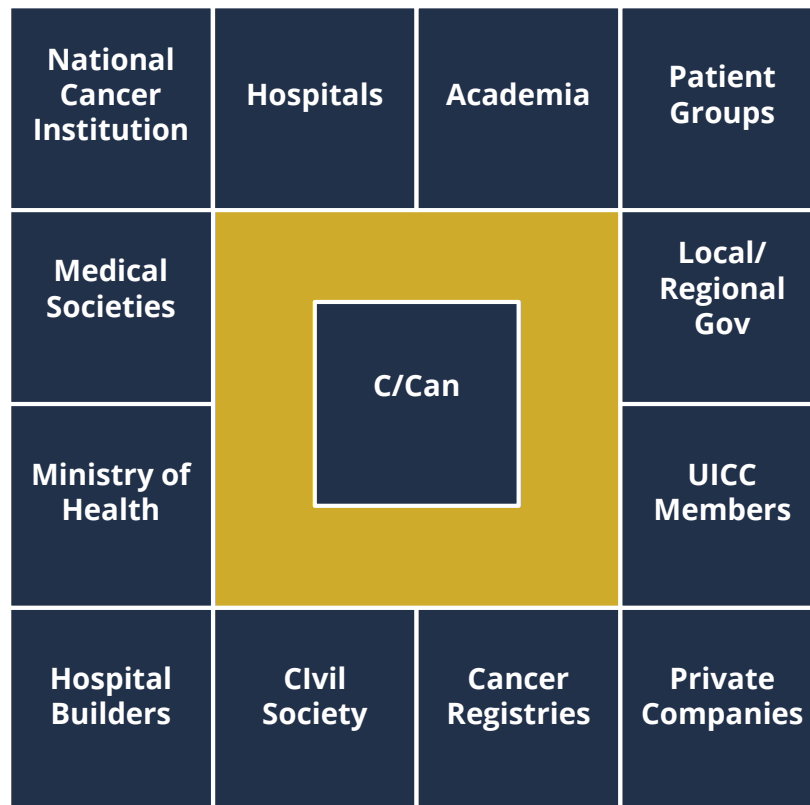 National
Cancer
Institution
Hospitals
Academia
Patient
Groups
Medical
Societies
Local/
Regional
Gov
C/Can
Ministry of
Health
UICC
Members
Hospital
Builders
CIvil
Society
Cancer
Registries
Private
Companies